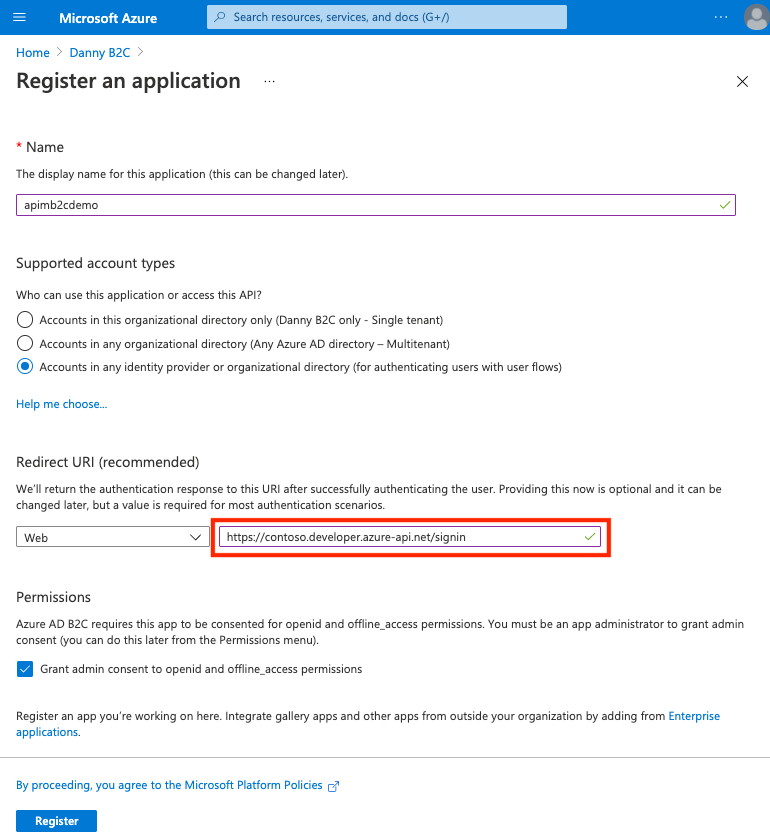 Microsoft Azure
Search resources, services, and docs (G+/)
...
Home > Danny B2C >
Register an application ...
* Name
The display name for this application (this can be changed later).
apimb2cdemo
Supported account types
Who can use this application or access this API?
Accounts in this organizational directory only (Danny B2C only - Single tenant)
Accounts in any organizational directory (Any Azure AD directory – Multitenant)
Accounts in any identity provider or organizational directory (for authenticating users with user flows)
Help me choose...
Redirect URI (recommended)
We'll return the authentication response to this URI after successfully authenticating the user. Providing this now is optional and it can be
changed later, but a value is required for most authentication scenarios.
Web
https://contoso.developer.azure-api.net/signin
Permissions
Azure AD B2C requires this app to be consented for openid and offline_access permissions. You must be an app administrator to grant admin
consent (you can do this later from the Permissions menu).
Grant admin consent to openid and offline_access permissions
Register an app you're working on here. Integrate gallery apps and other apps from outside your organization by adding from Enterprise
applications.
By proceeding, you agree to the Microsoft Platform Policies
Register